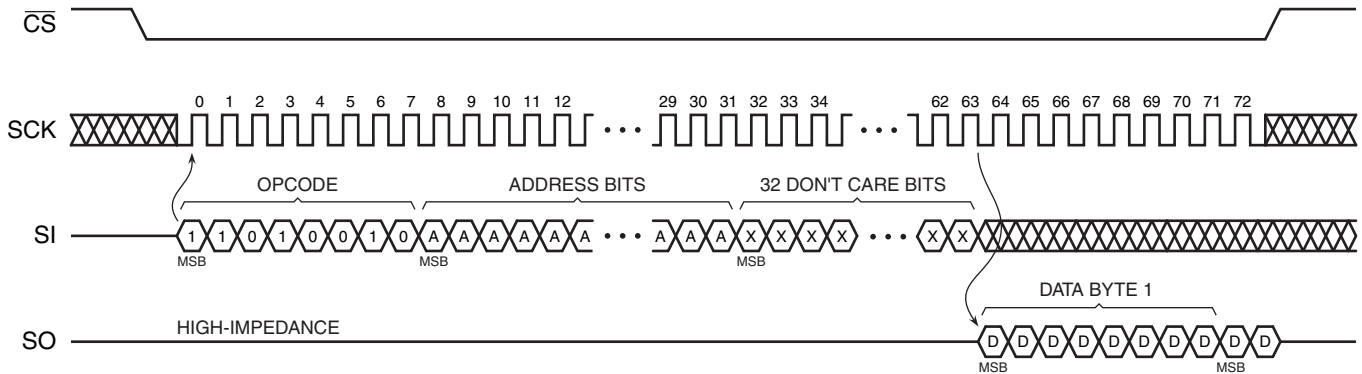 CS
0 1 2 3 4 5 6 7 8 9 10 11 12 29 30 31 32 33 34 62 63 64 65 66 67 68 69 70 71 72
SCK
OPCODE ADDRESS BITS 32 DON'T CARE BITS
SI 1 1 0 1 0 0 1 0 A A A A A A A A A X X X X X X
MSB MSB MSB
DATA BYTE 1
HIGH-IMPEDANCE
SO D D D D D D D D D D
MSB MSB